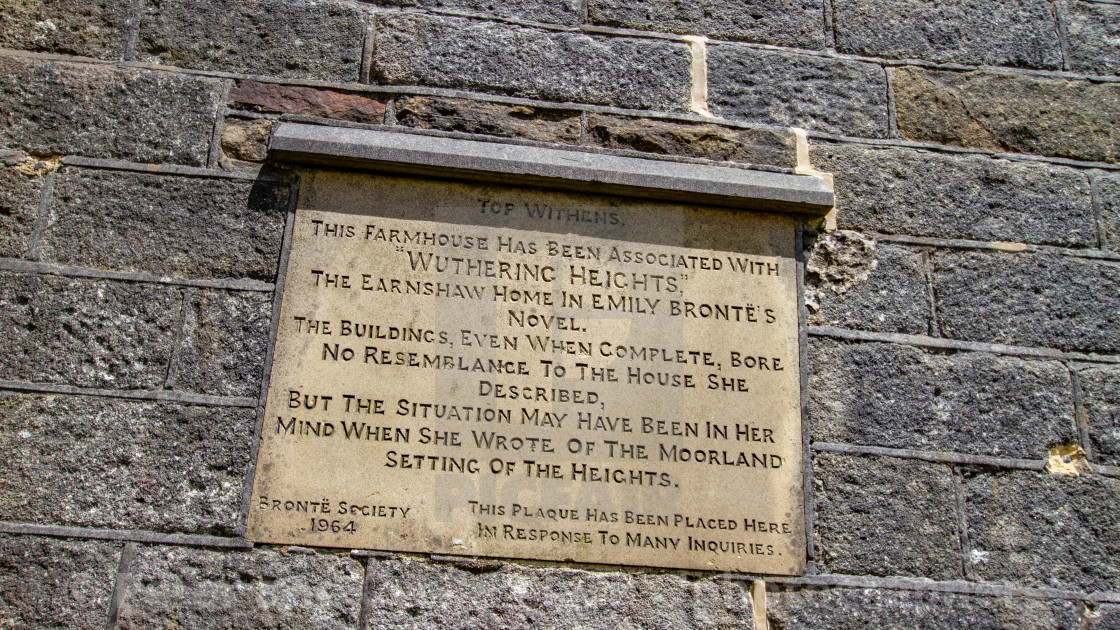 TOP WITHENS.
THIS FARMHOUSE HAS BEEN ASSOCIATED WITH
"WUTHERING HEIGHTS",
THE EARNSHAW HOME IN EMILY BRONTË'S
NOVEL.
THE BUILDINGS, EVEN WHEN COMPLETE, BORE
NO RESEMBLANCE TO THE HOUSE SHE
DESCRIBED,
BUT THE SITUATION MAY HAVE BEEN IN HER
MIND WHEN SHE WROTE OF THE MOORLAND
SETTING OF THE HEIGHTS.
BRONTË SOCIETY
1964
THIS PLAQUE HAS BEEN PLACED HERE
IN RESPONSE TO MANY INQUIRIES.